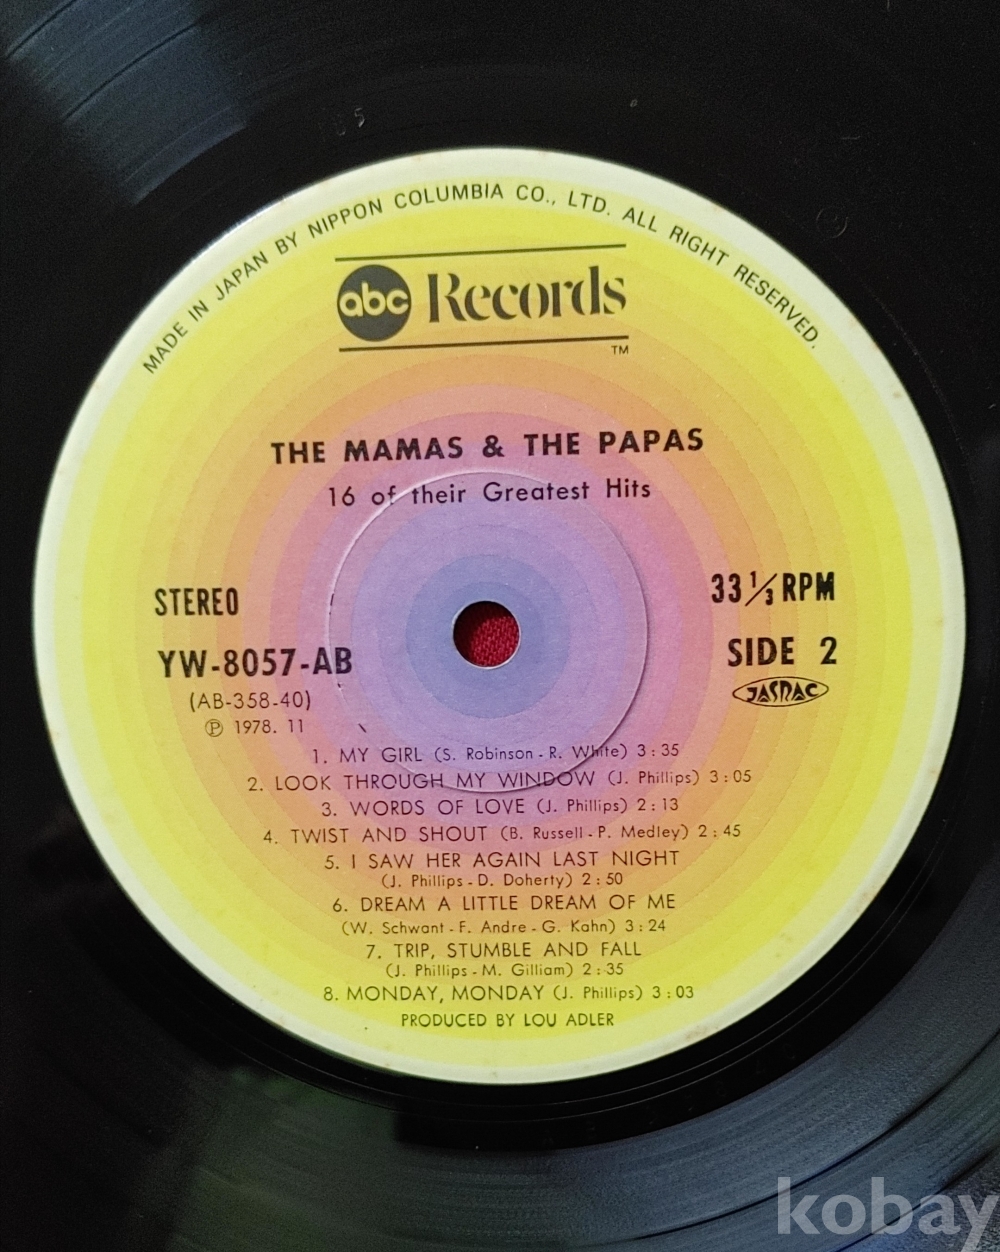 MADE IN JAPAN BY NIPPON COLUMBIA CO., LTD. ALL RIGHT RESERVED.
abc Records
TM
THE MAMAS & THE PAPAS
16 of their Greatest Hits
STEREO
33 1/3 RPM
YW-8057-AB
SIDE 2
(AB-358-40)
JASRAC
Ⓟ 1978. 11
1. MY GIRL (S. Robinson - R. White) 3 : 35
2. LOOK THROUGH MY WINDOW (J. Phillips) 3 : 05
3. WORDS OF LOVE (J. Phillips) 2 : 13
4. TWIST AND SHOUT (B. Russell - P. Medley) 2 : 45
5. I SAW HER AGAIN LAST NIGHT
(J. Phillips - D. Doherty) 2 : 50
6. DREAM A LITTLE DREAM OF ME
(W. Schwant - F. Andre - G. Kahn) 3 : 24
7. TRIP, STUMBLE AND FALL
(J. Phillips - M. Gilliam) 2 : 35
8. MONDAY, MONDAY (J. Phillips) 3 : 03
PRODUCED BY LOU ADLER
kobay